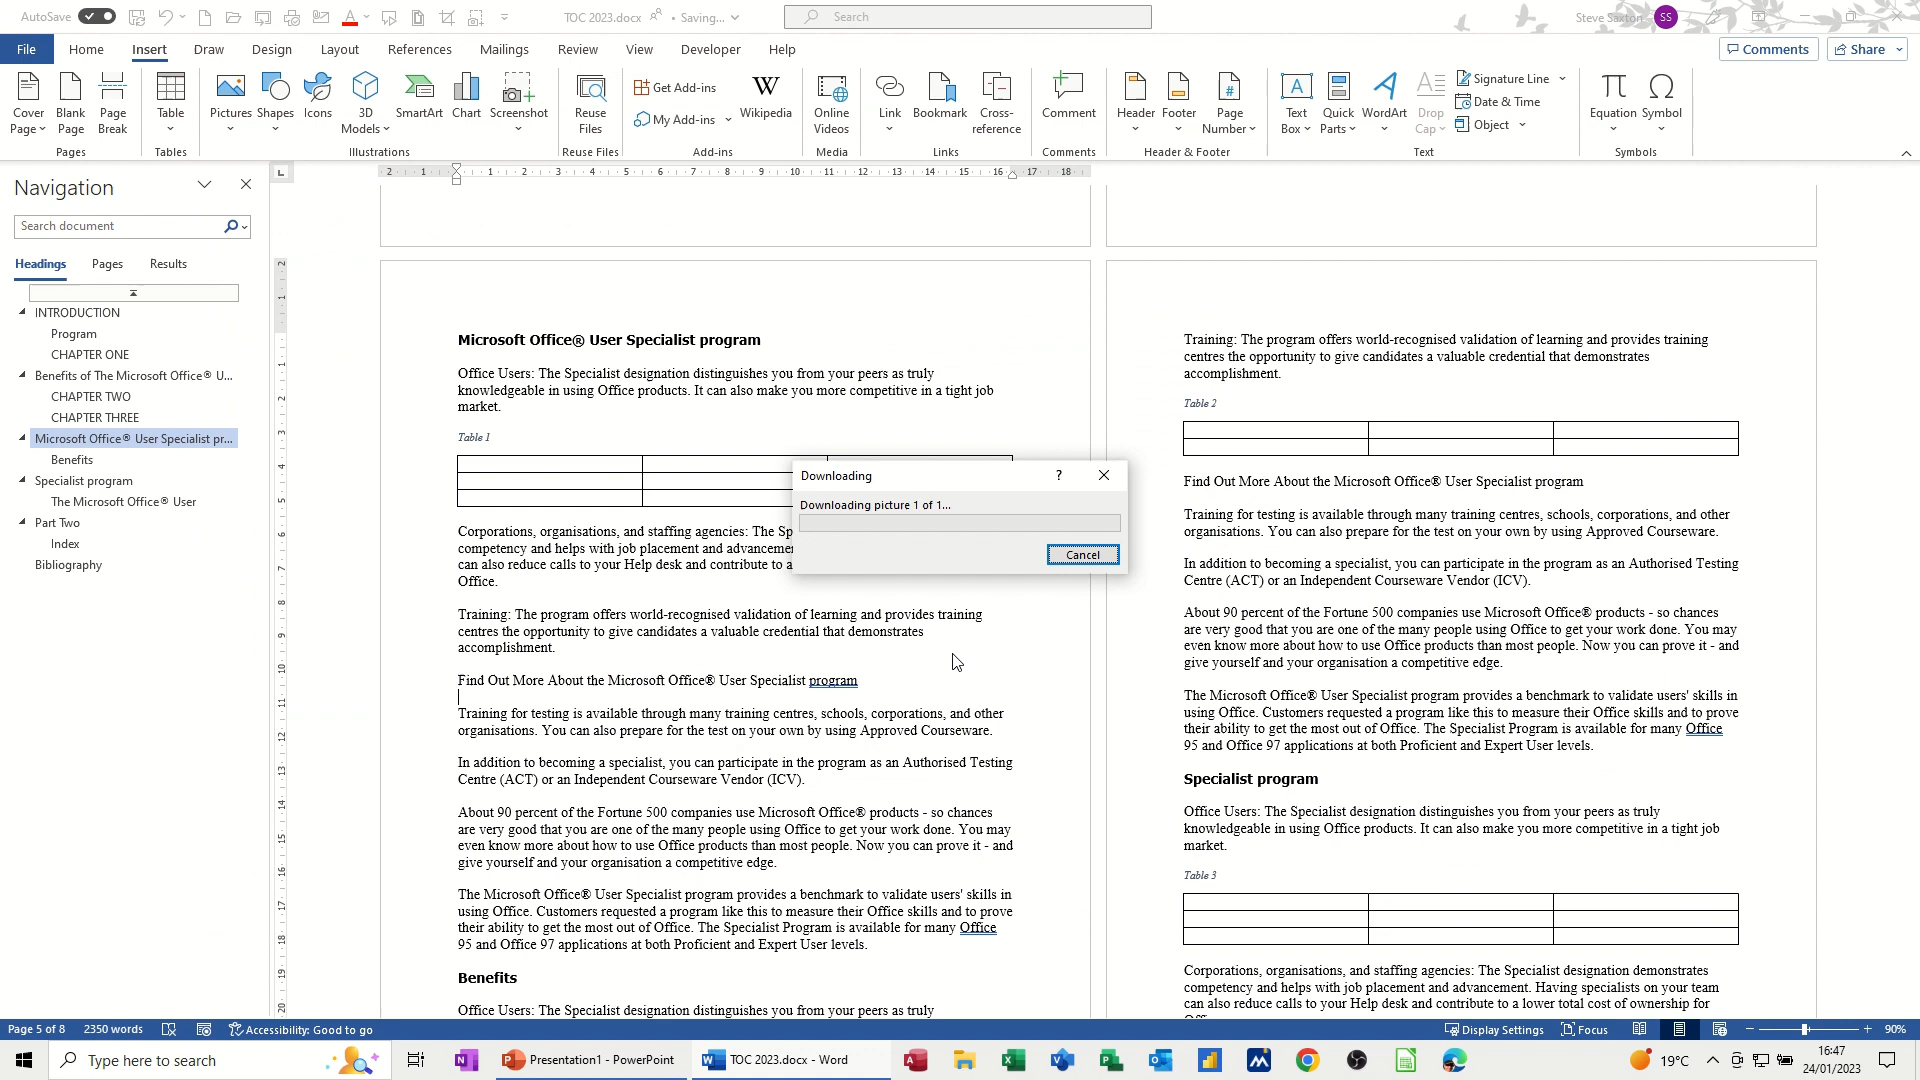 AutoSave
TOC 2023.docx
• Saving...
Search
Steve Saxton
SS
File
Home
Insert
Draw
Design
Layout
References
Mailings
Review
View
Developer
Help
Comments
Share
Cover
Page
Blank
Page
Page
Break
Pages
Table
Tables
Pictures
Shapes
Icons
3D
Models
SmartArt
Chart
Screenshot
Illustrations
Reuse
Files
Reuse Files
Get Add-ins
My Add-ins
W
Wikipedia
Add-ins
Online
Videos
Media
Link
Bookmark
Cross-
reference
Links
Comment
Comments
Header
Footer
Page
Number
Header & Footer
Text
Box
Quick
Parts
WordArt
Drop
Cap
Signature Line
Date & Time
Object
Text
Equation
Symbol
Symbols
Navigation
Search document
Headings
Pages
Results
INTRODUCTION
Program
CHAPTER ONE
Benefits of The Microsoft Office® U...
CHAPTER TWO
CHAPTER THREE
Microsoft Office® User Specialist pr...
Benefits
Specialist program
The Microsoft Office® User
Part Two
Index
Bibliography
2 1 1 2 3 4 5 6 7 8 9 10 11 12 13 14 15 16 17 18
Microsoft Office® User Specialist program
Office Users: The Specialist designation distinguishes you from your peers as truly
knowledgeable in using Office products. It can also make you more competitive in a tight job
market.
Table 1
Corporations, organisations, and staffing agencies: The Sp
competency and helps with job placement and advancemen
can also reduce calls to your Help desk and contribute to a
Office.
Training: The program offers world-recognised validation of learning and provides training
centres the opportunity to give candidates a valuable credential that demonstrates
accomplishment.
Find Out More About the Microsoft Office® User Specialist program
Training for testing is available through many training centres, schools, corporations, and other
organisations. You can also prepare for the test on your own by using Approved Courseware.
In addition to becoming a specialist, you can participate in the program as an Authorised Testing
Centre (ACT) or an Independent Courseware Vendor (ICV).
About 90 percent of the Fortune 500 companies use Microsoft Office® products - so chances
are very good that you are one of the many people using Office to get your work done. You may
even know more about how to use Office products than most people. Now you can prove it - and
give yourself and your organisation a competitive edge.
The Microsoft Office® User Specialist program provides a benchmark to validate users' skills in
using Office. Customers requested a program like this to measure their Office skills and to prove
their ability to get the most out of Office. The Specialist Program is available for many Office
95 and Office 97 applications at both Proficient and Expert User levels.
Benefits
Office Users: The Specialist designation distinguishes you from your peers as truly
Downloading
?
Downloading picture 1 of 1...
Cancel
Training: The program offers world-recognised validation of learning and provides training
centres the opportunity to give candidates a valuable credential that demonstrates
accomplishment.
Table 2
Find Out More About the Microsoft Office® User Specialist program
Training for testing is available through many training centres, schools, corporations, and other
organisations. You can also prepare for the test on your own by using Approved Courseware.
In addition to becoming a specialist, you can participate in the program as an Authorised Testing
Centre (ACT) or an Independent Courseware Vendor (ICV).
About 90 percent of the Fortune 500 companies use Microsoft Office® products - so chances
are very good that you are one of the many people using Office to get your work done. You may
even know more about how to use Office products than most people. Now you can prove it - and
give yourself and your organisation a competitive edge.
The Microsoft Office® User Specialist program provides a benchmark to validate users' skills in
using Office. Customers requested a program like this to measure their Office skills and to prove
their ability to get the most out of Office. The Specialist Program is available for many Office
95 and Office 97 applications at both Proficient and Expert User levels.
Specialist program
Office Users: The Specialist designation distinguishes you from your peers as truly
knowledgeable in using Office products. It can also make you more competitive in a tight job
market.
Table 3
Corporations, organisations, and staffing agencies: The Specialist designation demonstrates
competency and helps with job placement and advancement. Having specialists on your team
can also reduce calls to your Help desk and contribute to a lower total cost of ownership for
Page 5 of 8
2350 words
Accessibility: Good to go
Display Settings
Focus
90%
Type here to search
Presentation1 - PowerPoint
TOC 2023.docx - Word
19°C
16:47
24/01/2023